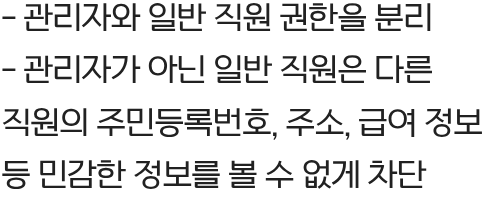 - 관리자와 일반 직원 권한을 분리
- 관리자가 아닌 일반 직원은 다른
직원의 주민등록번호, 주소, 급여 정보
등 민감한 정보를 볼 수 없게 차단